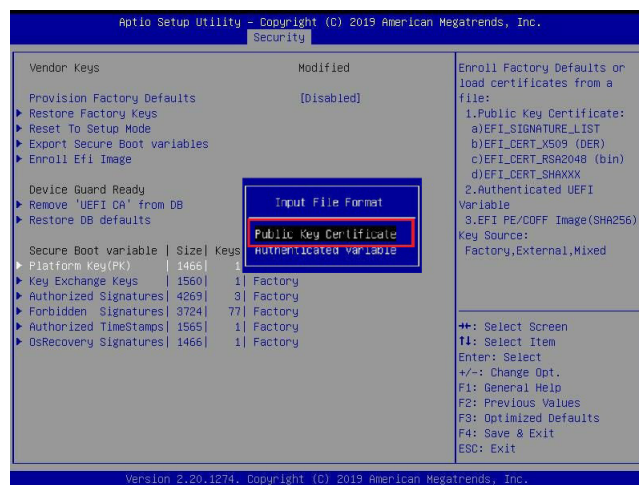 Aptio Setup Utility - Copyright (C) 2019 American Megatrends, Inc.
Security
Vendor Keys Modified
Provision Factory Defaults [Disabled]
Restore Factory Keys
Reset To Setup Mode
Export Secure Boot variables
Enroll Efi Image
Device Guard Ready
Remove 'UEFI CA' from DB
Restore DB defaults
Secure Boot variable | Size| Keys
Platform Key(PK) | 1466| 1
Key Exchange Keys | 1560| 1| Factory
Authorized Signatures| 4269| 3| Factory
Forbidden Signatures| 3724| 77| Factory
Authorized TimeStamps| 1565| 1| Factory
OsRecovery Signatures| 1466| 1| Factory
Input File Format
Public Key Certificate
Authenticated Variable
Enroll Factory Defaults or
load certificates from a
file:
1.Public Key Certificate:
a)EFI_SIGNATURE_LIST
b)EFI_CERT_X509 (DER)
c)EFI_CERT_RSA2048 (bin)
d)EFI_CERT_SHAXXX
2.Authenticated UEFI
Variable
3.EFI PE/COFF Image(SHA256)
Key Source:
Factory,External,Mixed
→←: Select Screen
↑↓: Select Item
Enter: Select
+/-: Change Opt.
F1: General Help
F2: Previous Values
F3: Optimized Defaults
F4: Save & Exit
ESC: Exit
Version 2.20.1274. Copyright (C) 2019 American Megatrends, Inc.